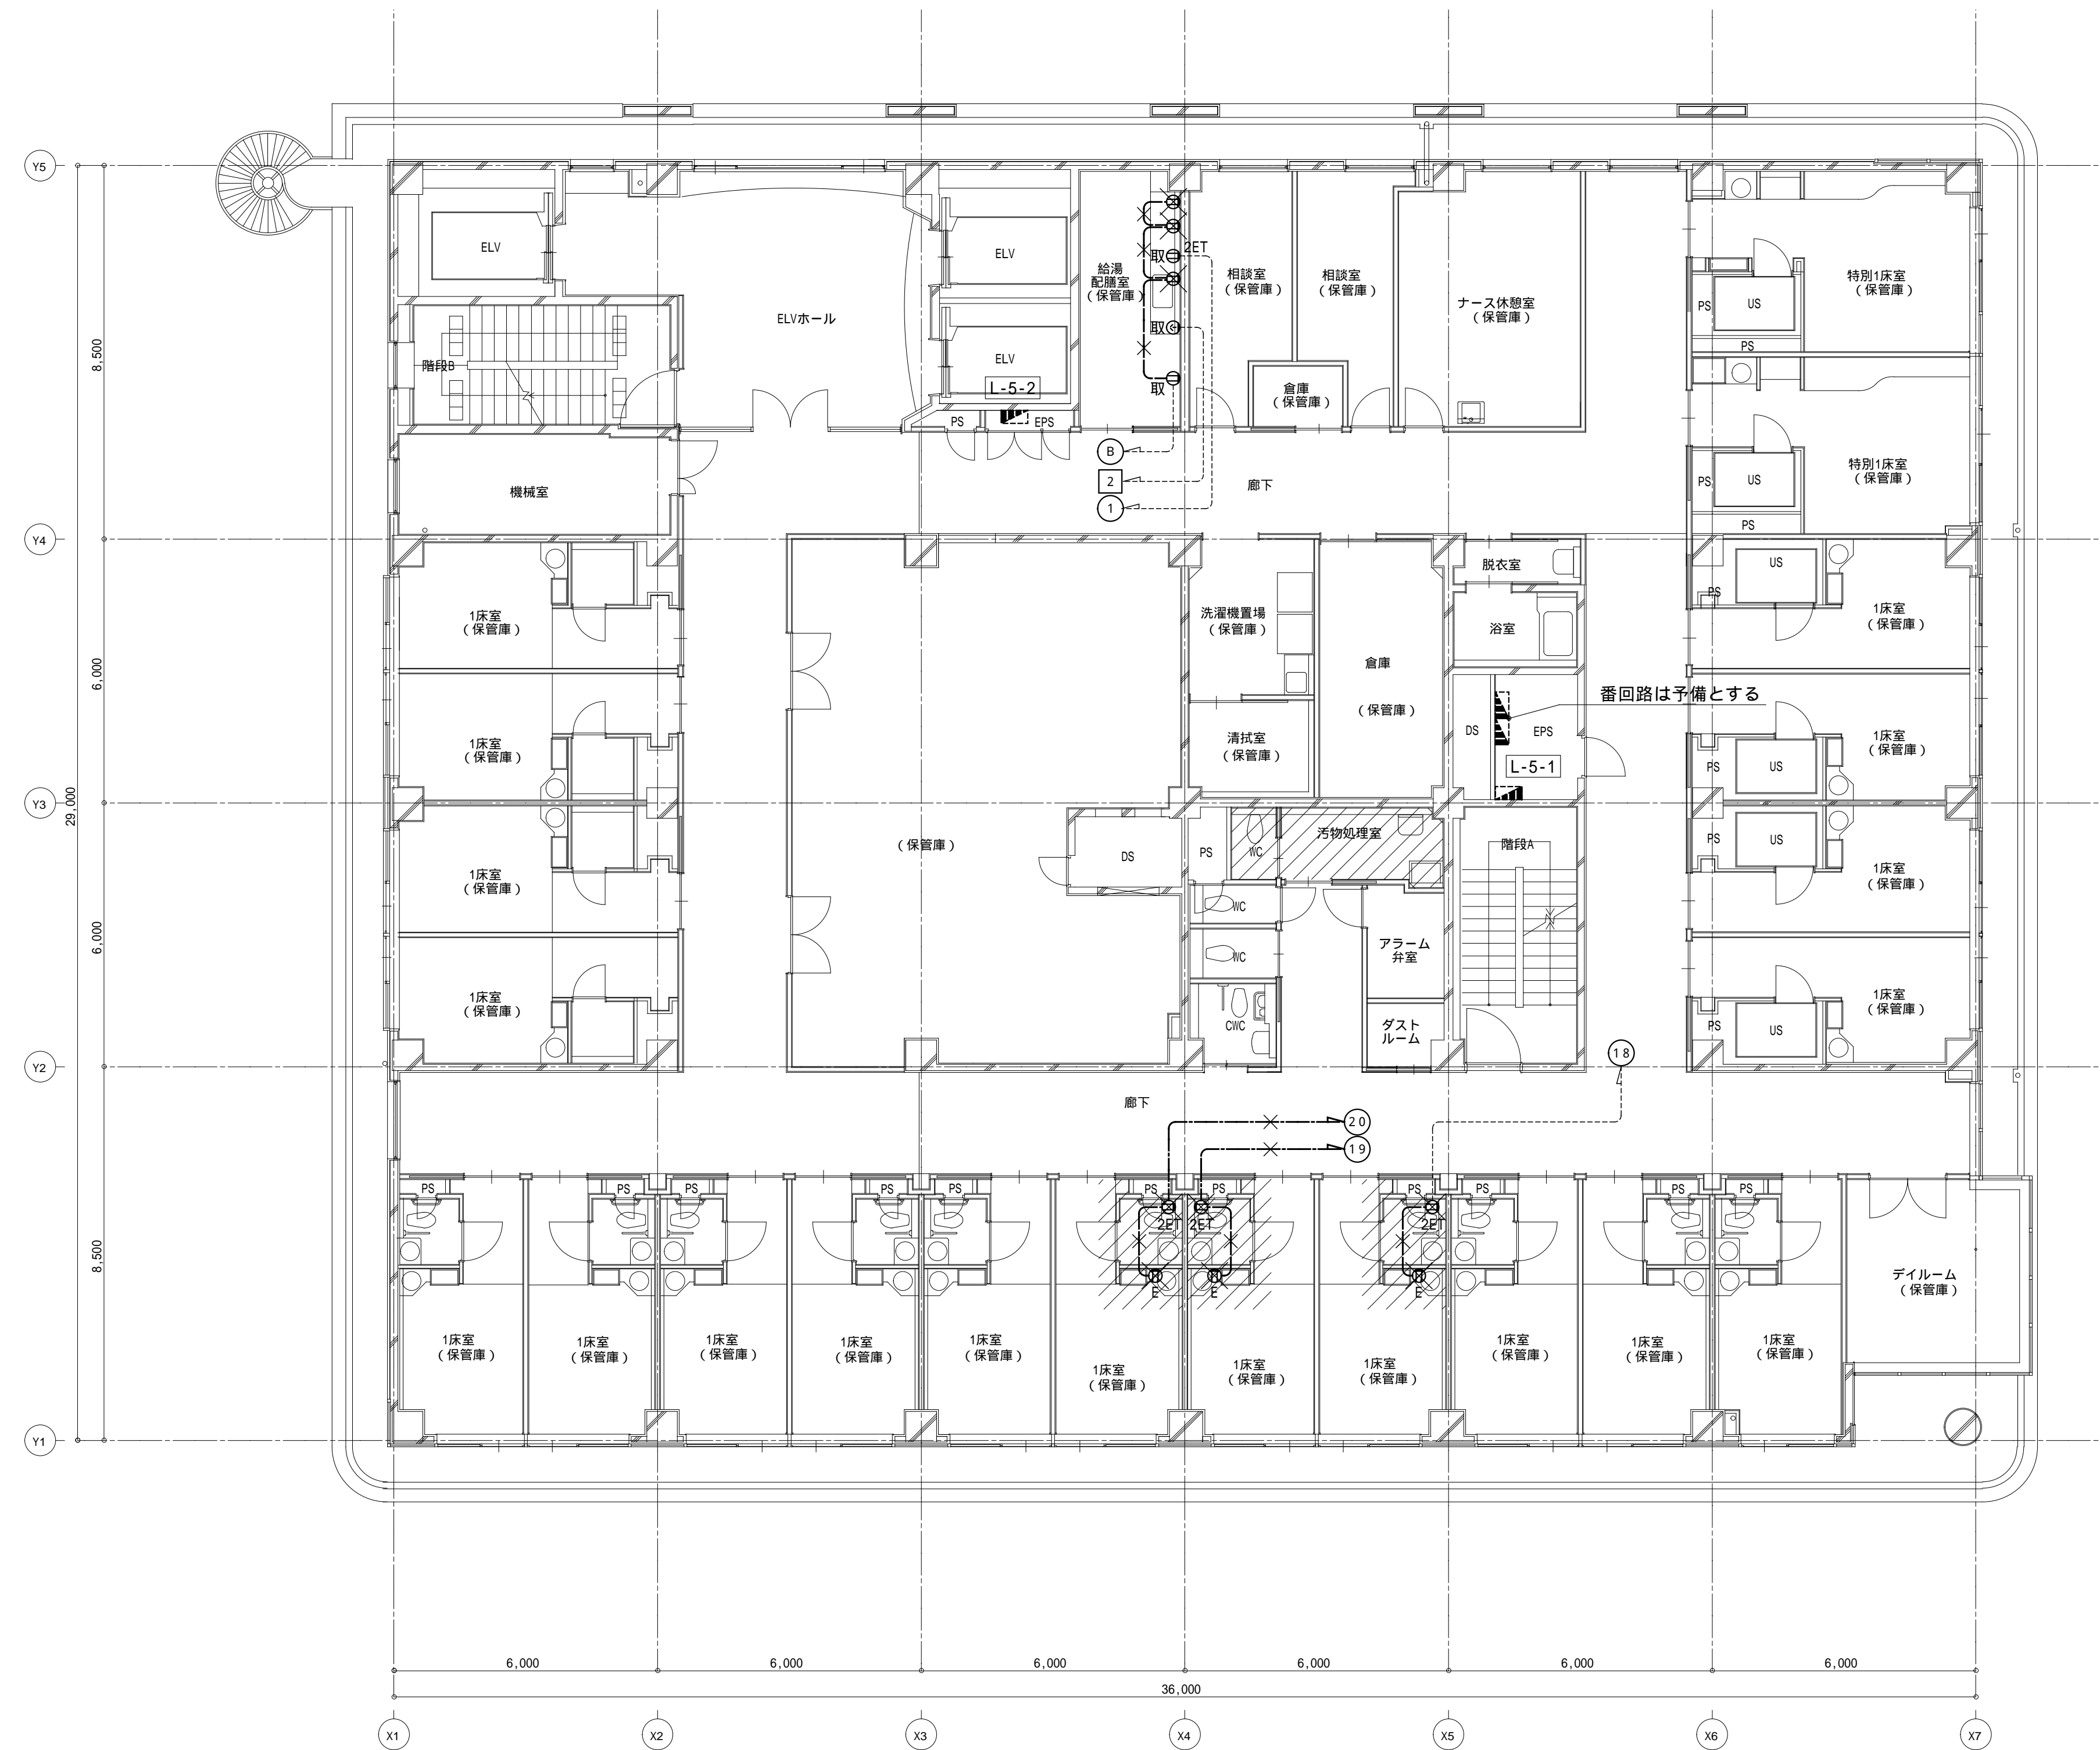 Y5
ELV
ELV
2ET
取
給湯
配膳室
（保管庫）
相談室
（保管庫）
相談室
（保管庫）
ナース休憩室
（保管庫）
特別1床室
（保管庫）
PS
US
PS
ELVホール
取
8,500
階段B
ELV
L-5-2
取
倉庫
（保管庫）
PS
EPS
B
2
1
廊下
機械室
特別1床室
（保管庫）
PS
US
PS
Y4
脱衣室
US
PS
1床室
（保管庫）
1床室
（保管庫）
洗濯機置場
（保管庫）
浴室
倉庫
（保管庫）
6,000
番回路は予備とする
DS
EPS
L-5-1
1床室
（保管庫）
清拭室
（保管庫）
PS
US
1床室
（保管庫）
Y3
29,000
（保管庫）
DS
PS
WC
汚物処理室
階段A
PS
US
1床室
（保管庫）
1床室
（保管庫）
WC
6,000
WC
アラーム
弁室
1床室
（保管庫）
CWC
ダスト
ルーム
PS
US
1床室
（保管庫）
18
Y2
廊下
20
19
PS
PS
PS
PS
PS
PS
PS
PS
PS
PS
PS
2ET
2ET
2ET
8,500
E
E
E
デイルーム
（保管庫）
1床室
（保管庫）
1床室
（保管庫）
1床室
（保管庫）
1床室
（保管庫）
1床室
（保管庫）
1床室
（保管庫）
1床室
（保管庫）
1床室
（保管庫）
1床室
（保管庫）
1床室
（保管庫）
1床室
（保管庫）
Y1
6,000
6,000
6,000
6,000
6,000
6,000
36,000
X1
X2
X3
X4
X5
X6
X7